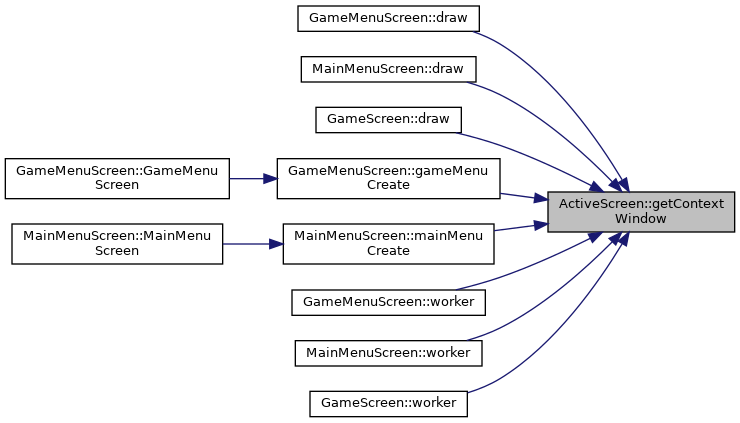 GameMenuScreen::draw
MainMenuScreen::draw
GameScreen::draw
GameMenuScreen::GameMenu
Screen
GameMenuScreen::gameMenu
Create
ActiveScreen::getContext
Window
MainMenuScreen::MainMenu
Screen
MainMenuScreen::mainMenu
Create
GameMenuScreen::worker
MainMenuScreen::worker
GameScreen::worker